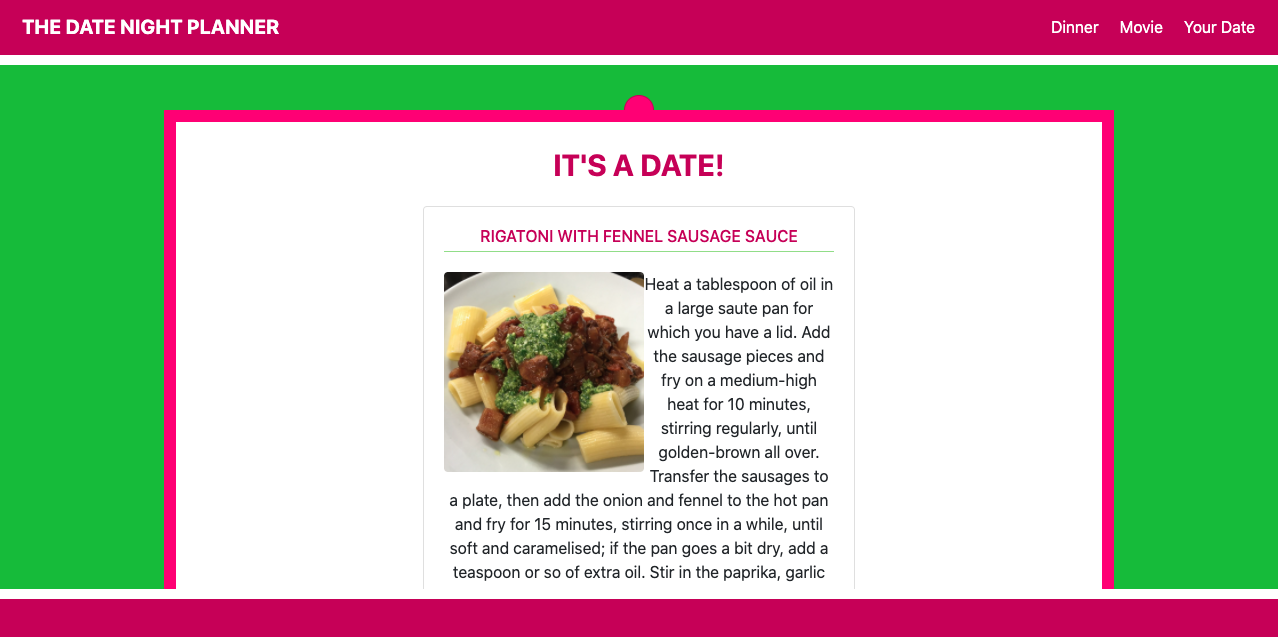 THE DATE NIGHT PLANNER
Dinner Movie Your Date
IT'S A DATE!
RIGATONI WITH FENNEL SAUSAGE SAUCE
Heat a tablespoon of oil in
a large saute pan for
which you have a lid. Add
the sausage pieces and
fry on a medium-high
heat for 10 minutes,
stirring regularly, until
golden-brown all over.
Transfer the sausages to
a plate, then add the onion and fennel to the hot pan
and fry for 15 minutes, stirring once in a while, until
soft and caramelised; if the pan goes a bit dry, add a
teaspoon or so of extra oil. Stir in the paprika, garlic